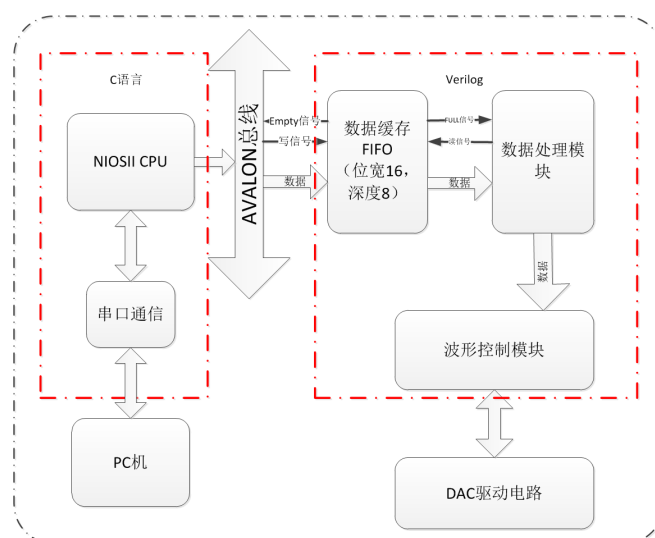 C语言
Verilog
NIOSII CPU
AVALON总线
Empty信号
写信号
数据
数据缓存
FIFO
（位宽16，
深度8）
FULL信号
读信号
数据
数据处理模
块
数据
串口通信
波形控制模块
PC机
DAC驱动电路